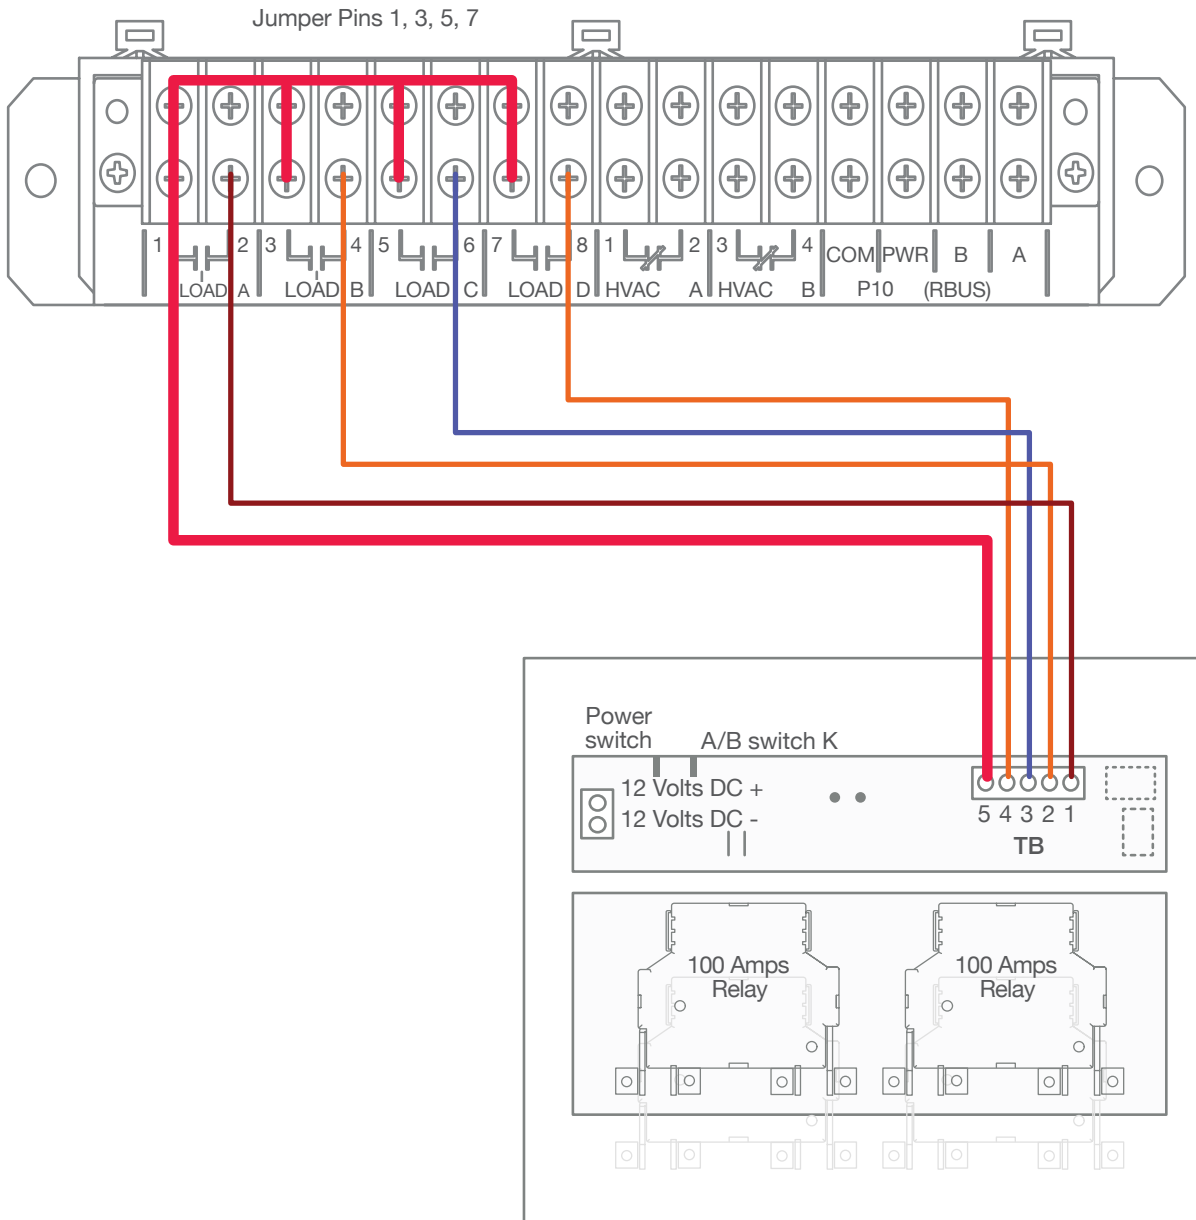 Jumper Pins 1, 3, 5, 7
1 2 3 4 5 6 7 8 1 2 3 4
COM PWR B A
LOAD A LOAD B LOAD C LOAD D HVAC A HVAC B P10 (RBUS)
Power
switch
A/B switch K
12 Volts DC +
12 Volts DC -
5 4 3 2 1
TB
100 Amps
Relay
100 Amps
Relay